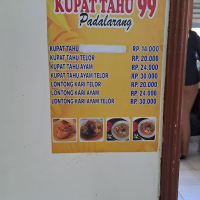 KUPAT TAHU 99
Padalarang
KUPAT TAHU RP. 14.000
KUPAT TAHU TELOR RP. 20.000
KUPAT TAHU AYAM RP. 24.000
KUPAT TAHU AYAM TELOR RP. 30.000
LONTONG KARI TELOR RP. 20.000
LONTONG KARI AYAM RP. 24.000
LONTONG KARI AYAM TELOR RP. 30.000